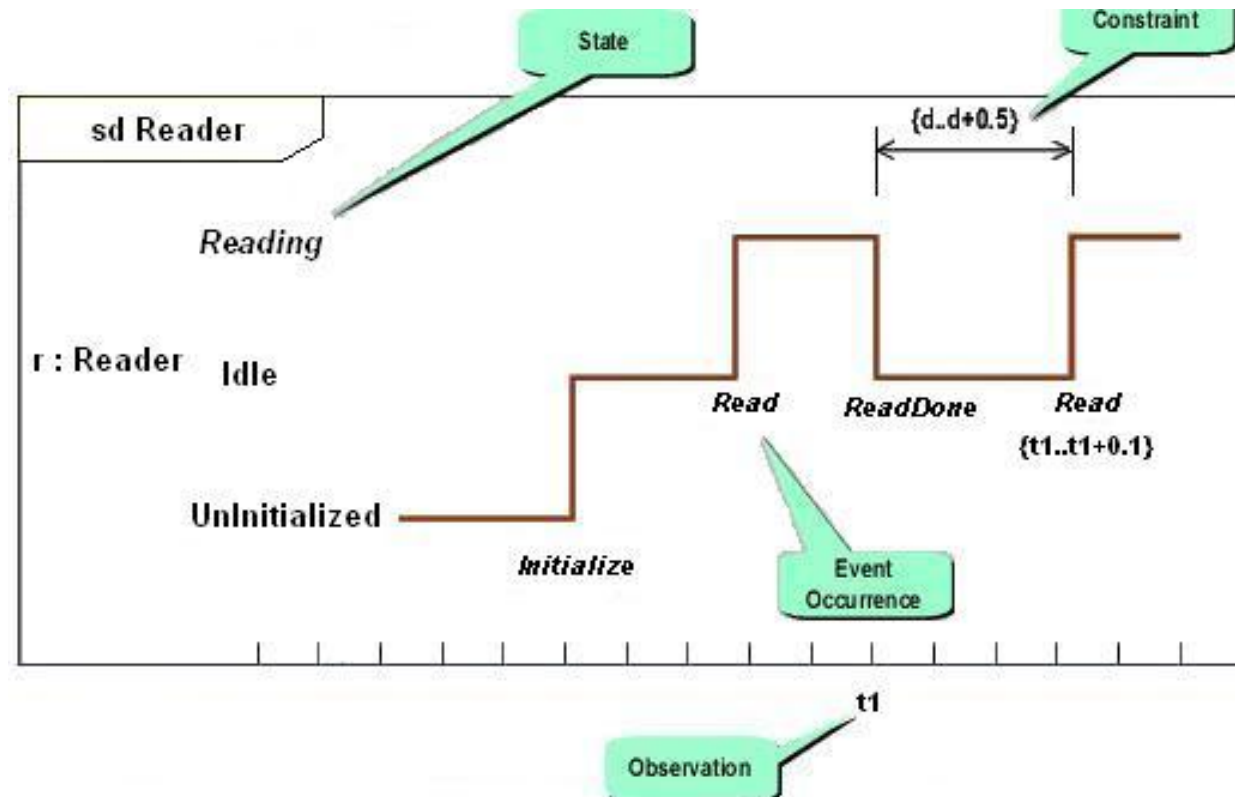 Constraint
State
sd Reader
{d..d+0.5}
Reading
r : Reader
Idle
Read
ReadDone
Read
{t1..t1+0.1}
UnInitialized
Initialize
Event
Occurrence
t1
Observation